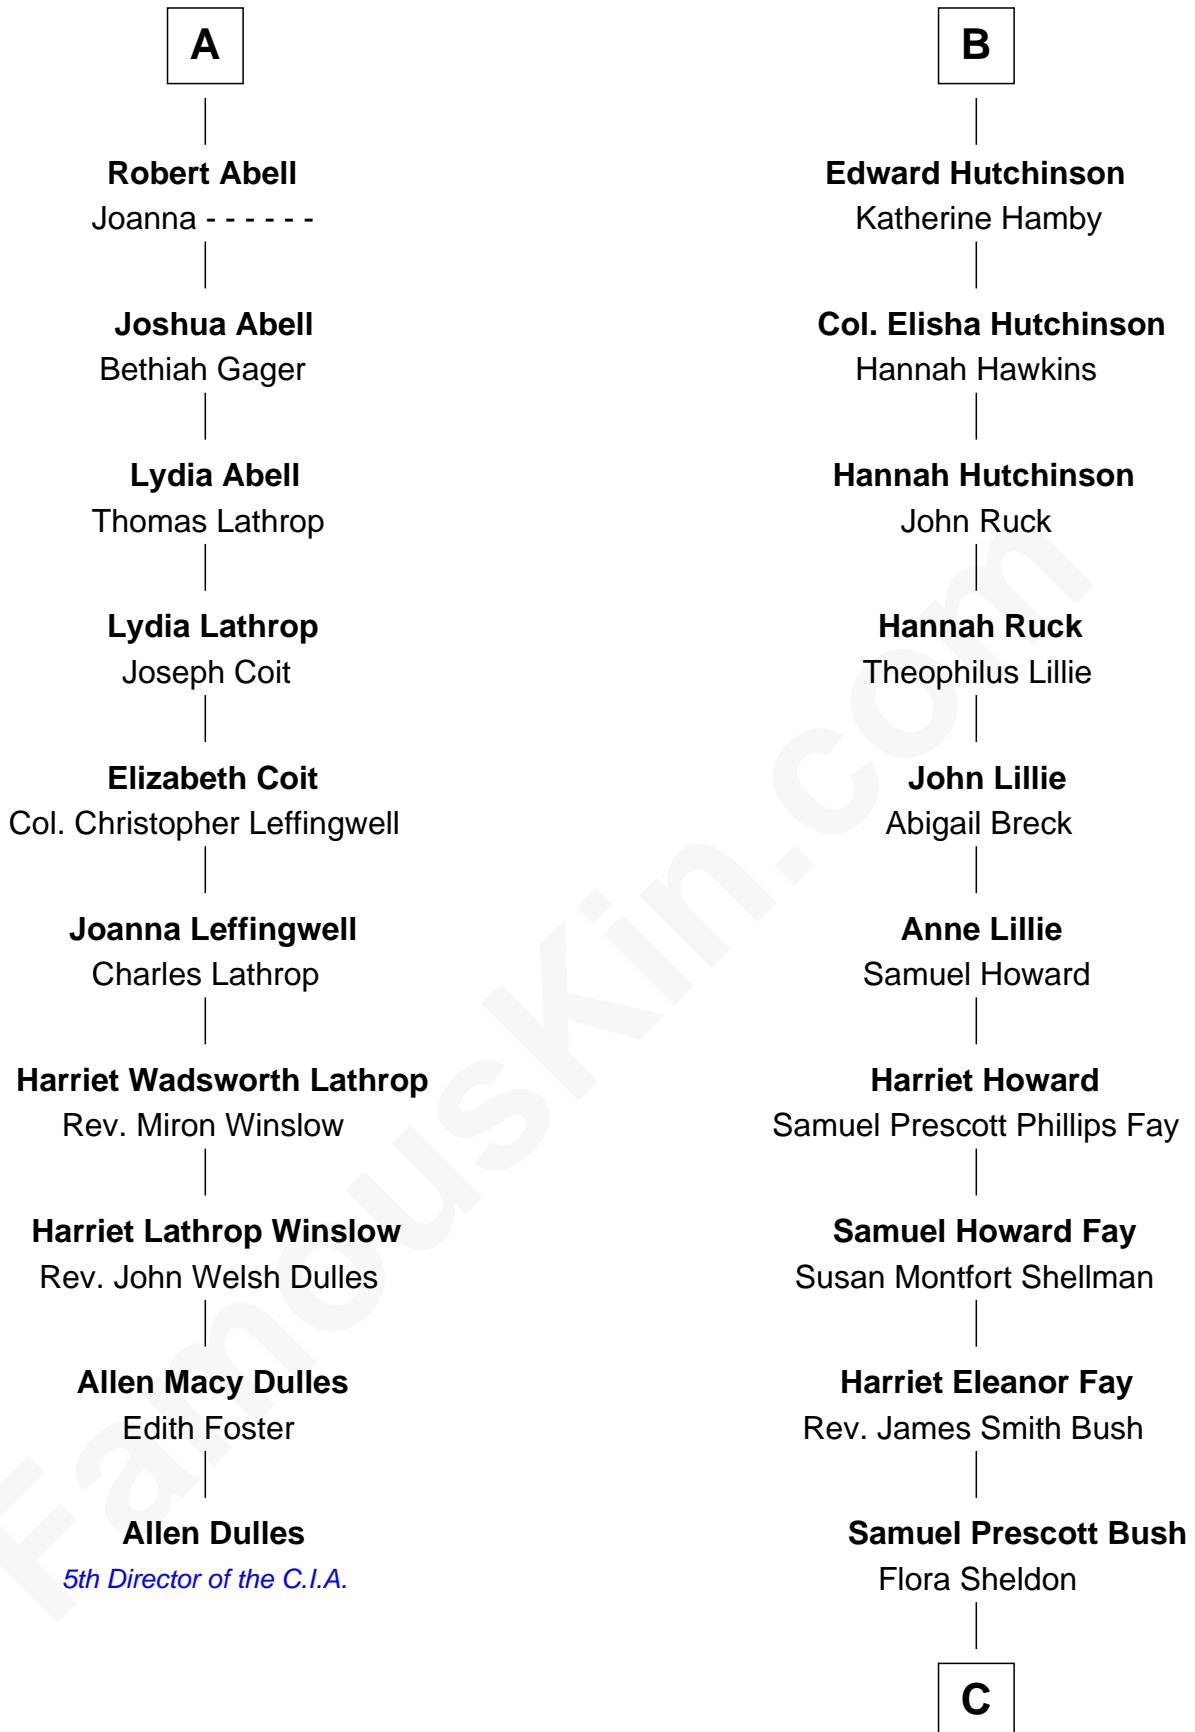 A
Robert Abell
Joanna - - - - - -
Joshua Abell
Bethiah Gager
Lydia Abell
Thomas Lathrop
Lydia Lathrop
Joseph Coit
Elizabeth Coit
Col. Christopher Leffingwell
Joanna Leffingwell
Charles Lathrop
Harriet Wadsworth Lathrop
Rev. Miron Winslow
Harriet Lathrop Winslow
Rev. John Welsh Dulles
Allen Macy Dulles
Edith Foster
Allen Dulles
5th Director of the C.I.A.
B
Edward Hutchinson
Katherine Hamby
Col. Elisha Hutchinson
Hannah Hawkins
Hannah Hutchinson
John Ruck
Hannah Ruck
Theophilus Lillie
John Lillie
Abigail Breck
Anne Lillie
Samuel Howard
Harriet Howard
Samuel Prescott Phillips Fay
Samuel Howard Fay
Susan Montfort Shellman
Harriet Eleanor Fay
Rev. James Smith Bush
Samuel Prescott Bush
Flora Sheldon
C
FamousKin.com